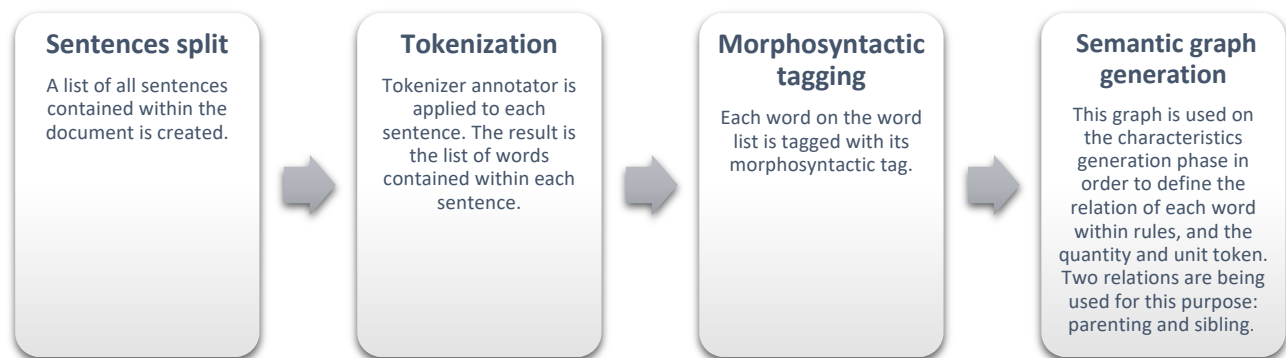 Sentences split
A list of all sentences
contained within the
document is created.
Tokenization
Tokenizer annotator is
applied to each
sentence. The result is
the list of words
contained within each
sentence.
Morphosyntactic
tagging
Each word on the word
list is tagged with its
morphosyntactic tag.
Semantic graph
generation
This graph is used on
the characteristics
generation phase in
order to define the
relation of each word
within rules, and the
quantity and unit token.
Two relations are being
used for this purpose:
parenting and sibling.